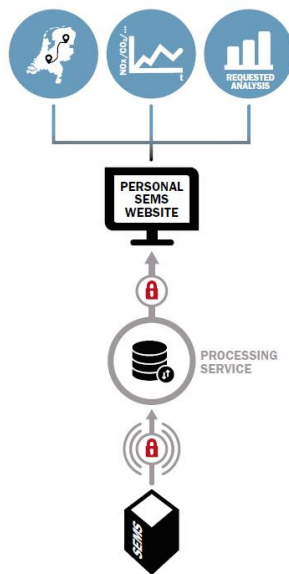 NOx/CO₂/...
t
REQUESTED
ANALYSIS
PERSONAL
SEMS
WEBSITE
PROCESSING
SERVICE
SEMS